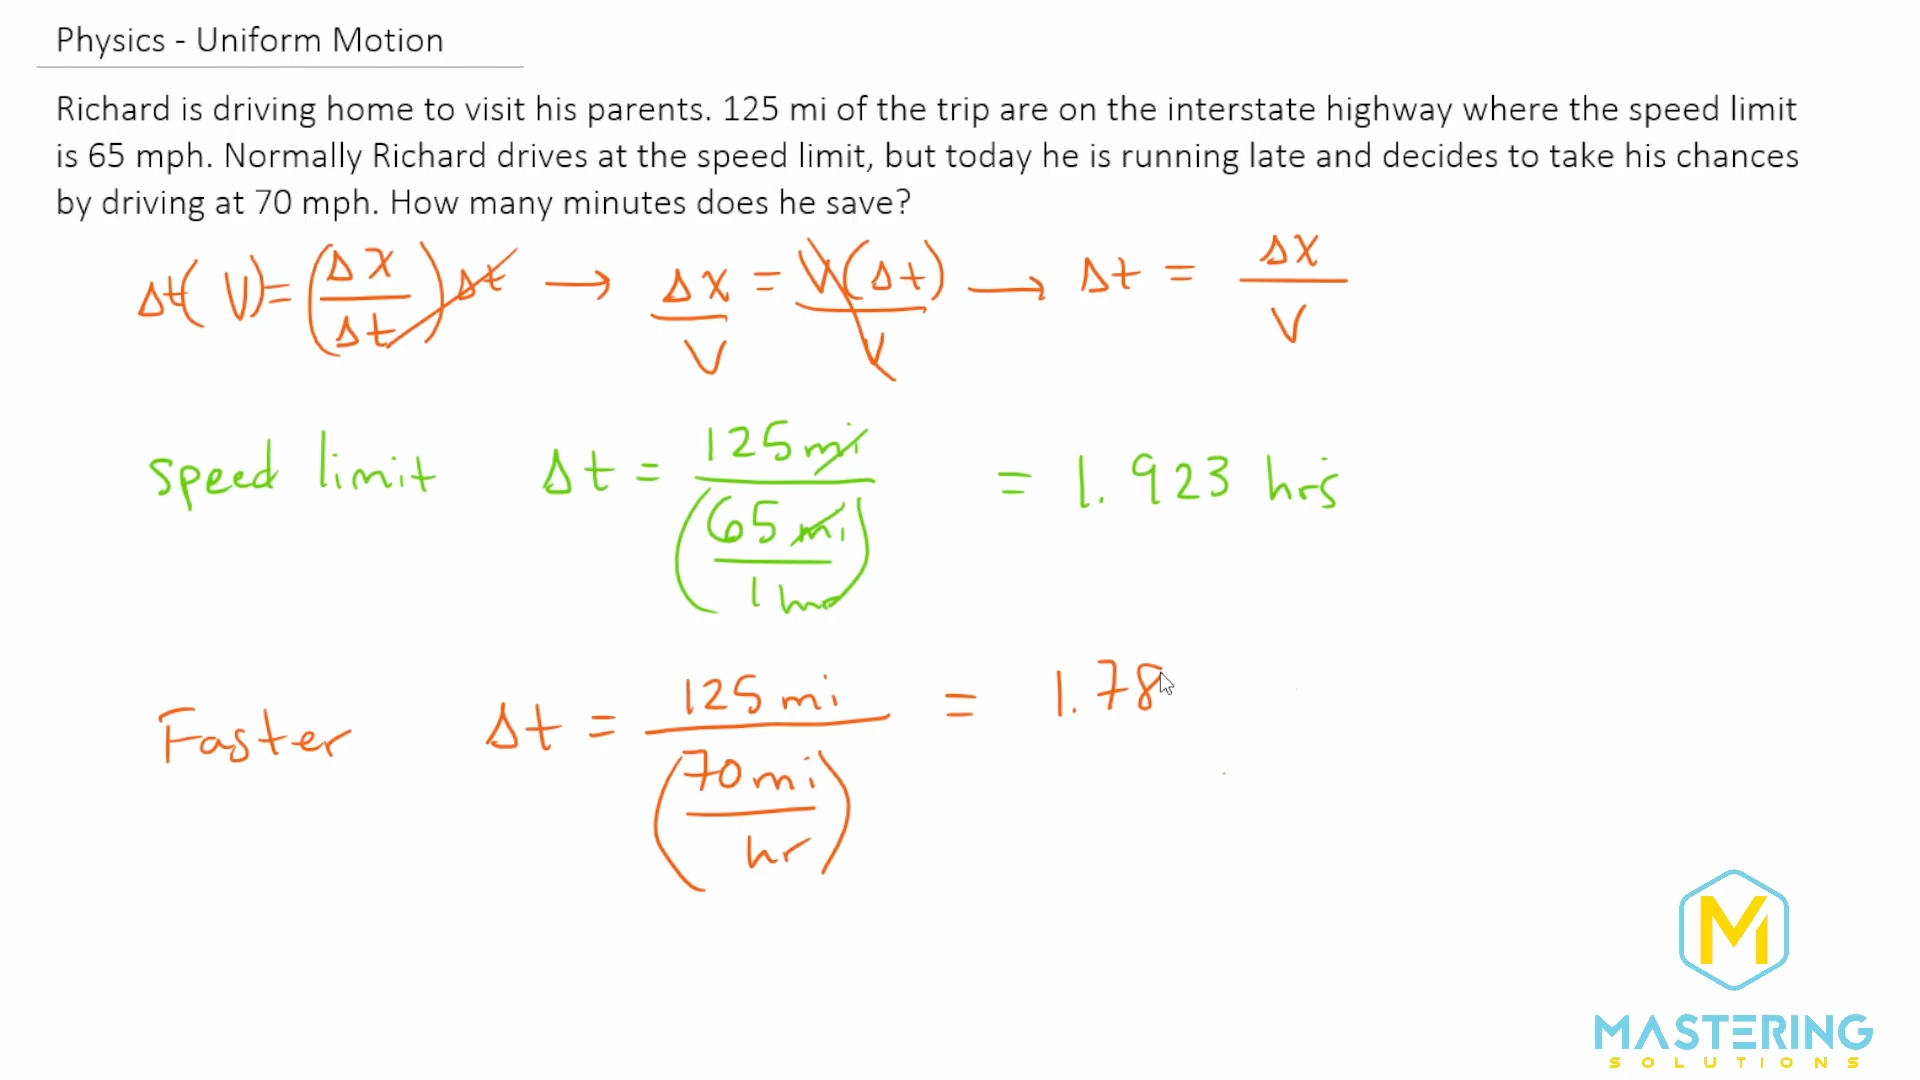 Physics - Uniform Motion
Richard is driving home to visit his parents. 125 mi of the trip are on the interstate highway where the speed limit
is 65 mph. Normally Richard drives at the speed limit, but today he is running late and decides to take his chances
by driving at 70 mph. How many minutes does he save?
Δt(V)=(Δx/Δt)Δt → Δx/V = V(Δt)/V → Δt = Δx/V
Speed limit Δt = 125mi/(65 mi/1 hr) = 1.923 hrs
Faster Δt = 125 mi/(70mi/hr) = 1.78
M
MASTERING
SOLUTIONS